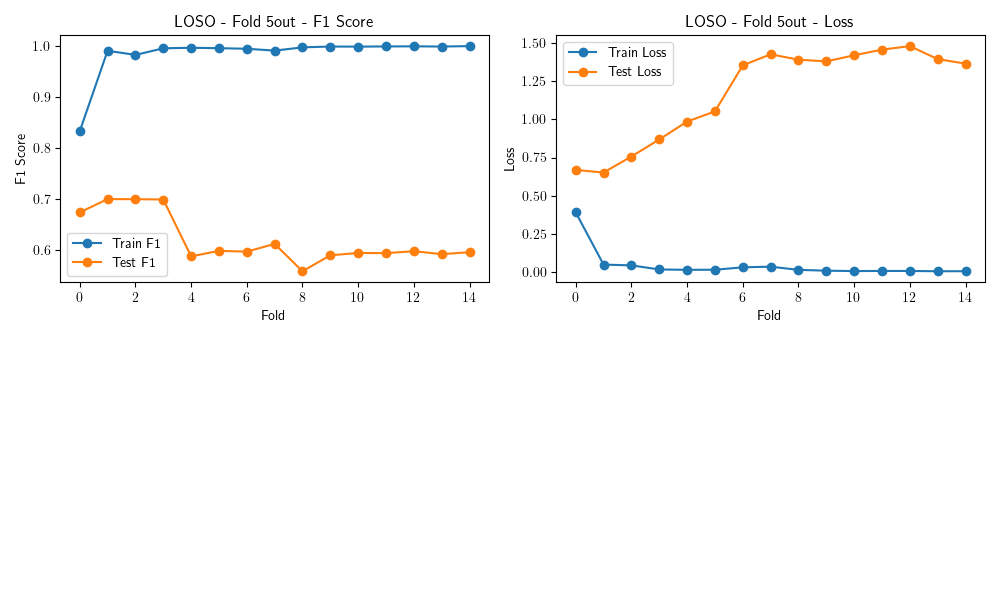 LOSO - Fold 5out - F1 Score
1.0
0.9
0.8
0.7
0.6
F1 Score
Train F1
Test F1
0 2 4 6 8 10 12 14
Fold
LOSO - Fold 5out - Loss
1.50
1.25
1.00
0.75
0.50
0.25
0.00
Loss
Train Loss
Test Loss
0 2 4 6 8 10 12 14
Fold